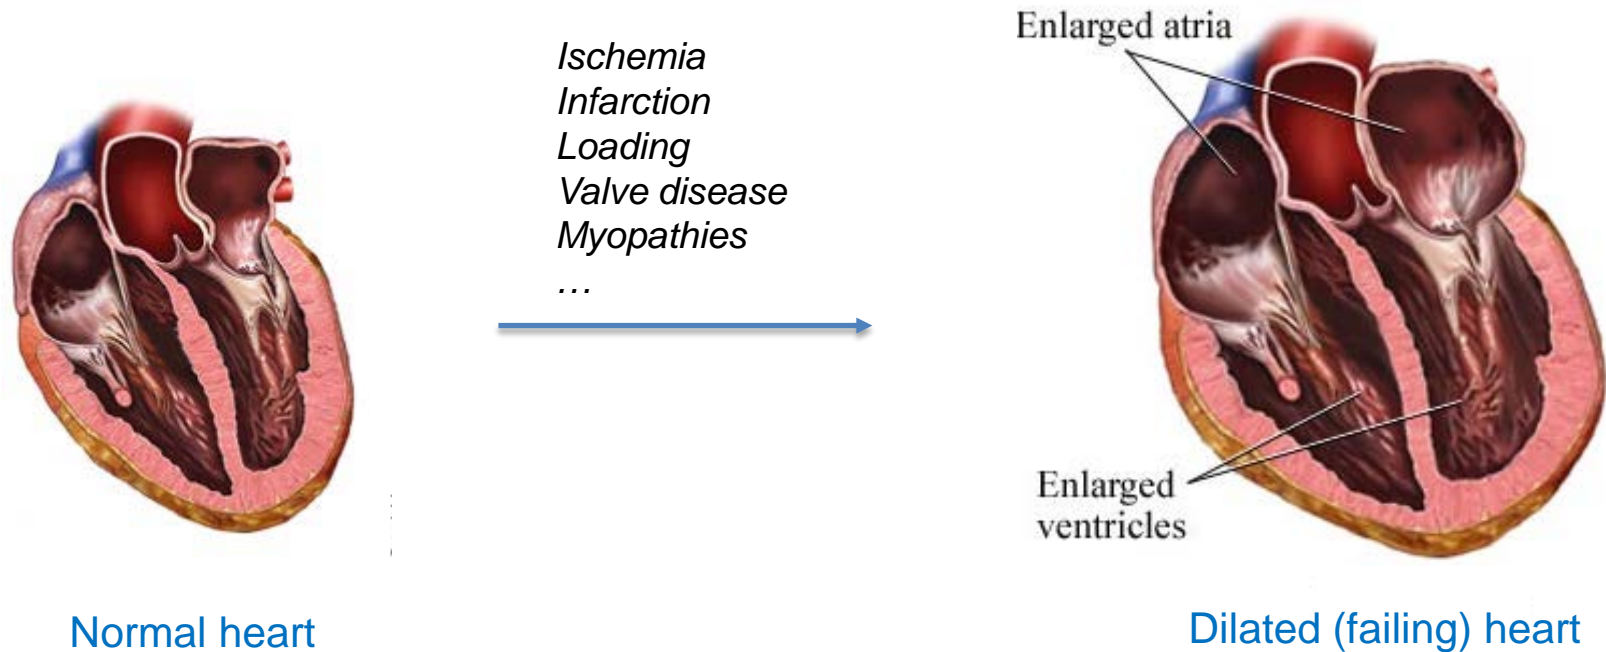 Enlarged atria
Ischemia
Infarction
Loading
Valve disease
Myopathies
…
Enlarged
ventricles
Normal heart
Dilated (failing) heart